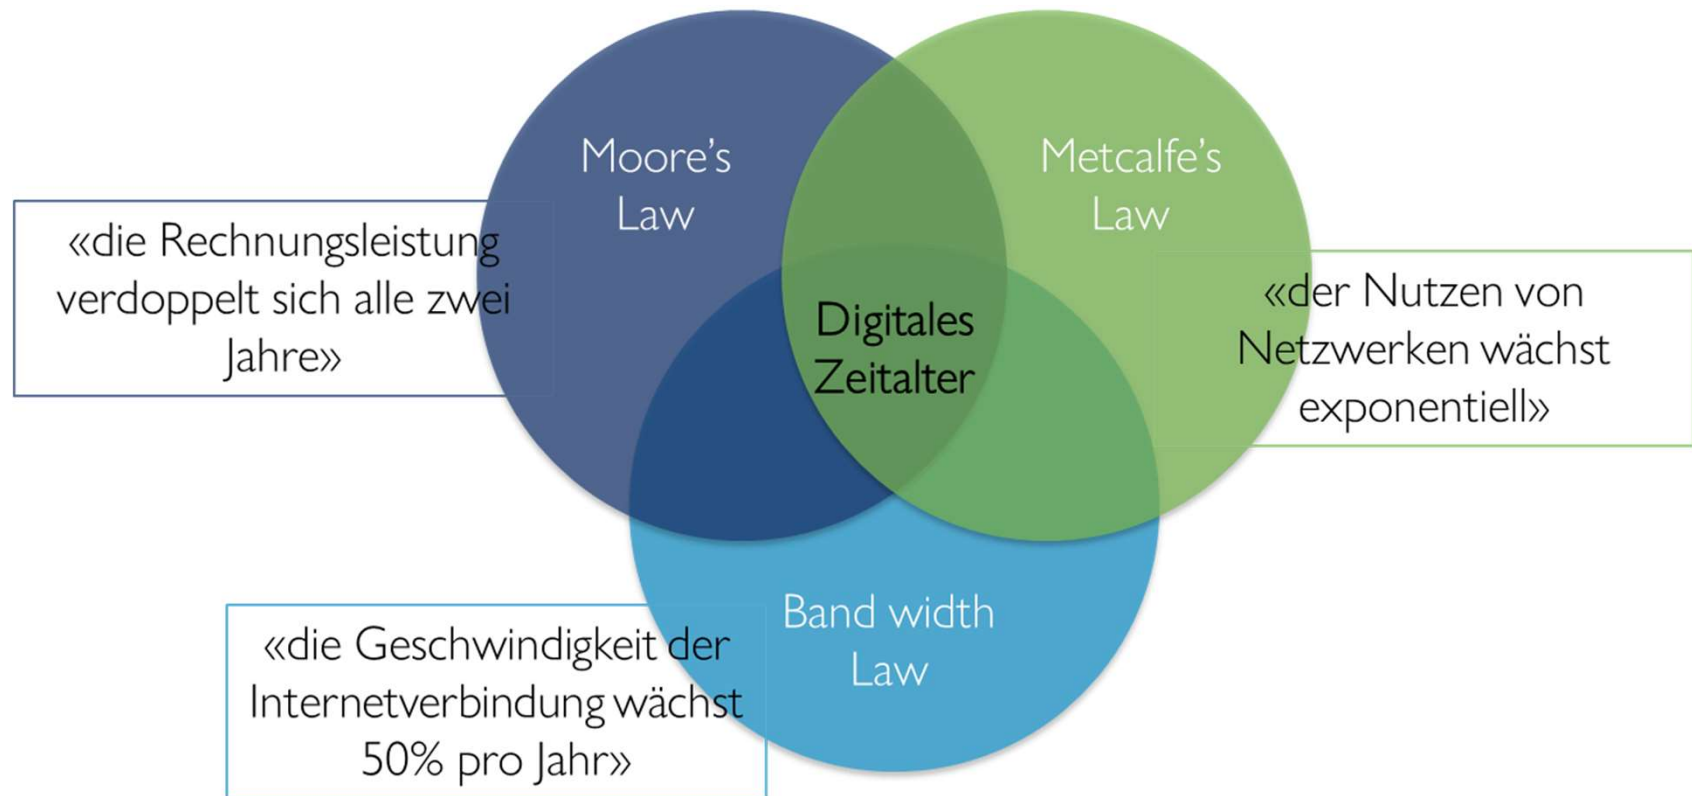 Moore’s
Law
Metcalfe’s
Law
«die Rechnungsleistung
verdoppelt sich alle zwei
Jahre»
Digitales
Zeitalter
«der Nutzen von
Netzwerken wächst
exponentiell»
Band width
Law
«die Geschwindigkeit der
Internetverbindung wächst
50% pro Jahr»